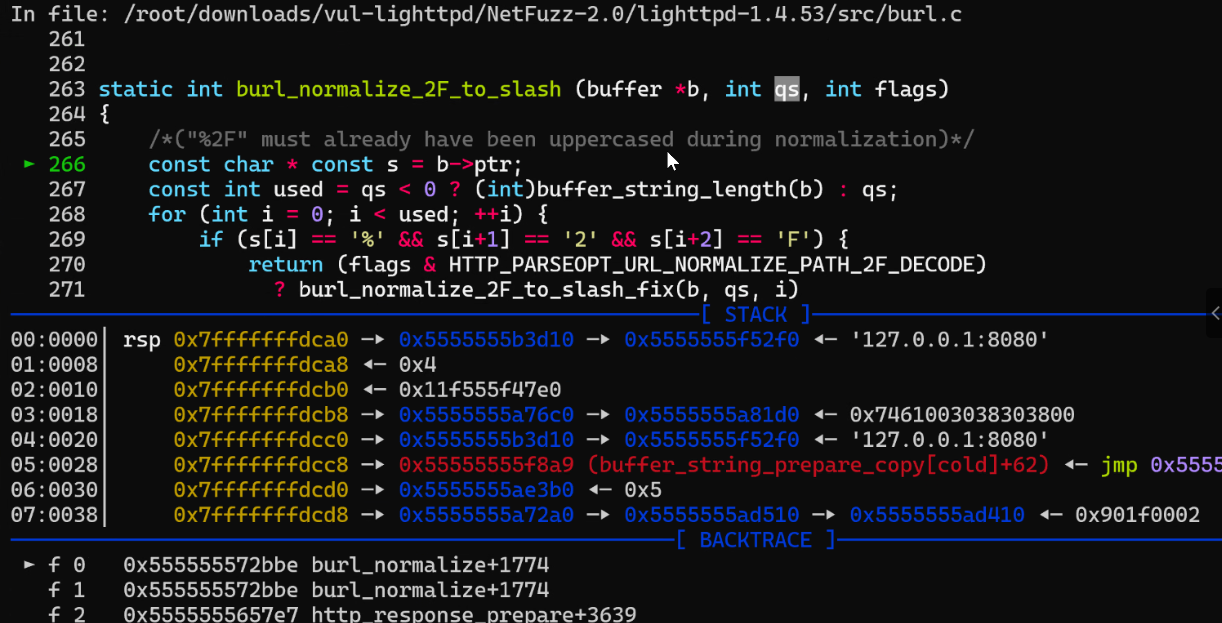 In file: /root/downloads/vul-lighttpd/NetFuzz-2.0/lighttpd-1.4.53/src/burl.c
261
262
263 static int burl_normalize_2F_to_slash (buffer *b, int qs, int flags)
264 {
265     /*("%2F" must already have been uppercased during normalization)*/
► 266     const char * const s = b->ptr;
267     const int used = qs < 0 ? (int)buffer_string_length(b) : qs;
268     for (int i = 0; i < used; ++i) {
269         if (s[i] == '%' && s[i+1] == '2' && s[i+2] == 'F') {
270             return (flags & HTTP_PARSEOPT_URL_NORMALIZE_PATH_2F_DECODE)
271               ? burl_normalize_2F_to_slash_fix(b, qs, i)
[ STACK ]
00:0000│ rsp 0x7fffffffdca0 —▸ 0x5555555b3d10 —▸ 0x5555555f52f0 ◂— '127.0.0.1:8080'
01:0008│     0x7fffffffdca8 ◂— 0x4
02:0010│     0x7fffffffdcb0 ◂— 0x11f555f47e0
03:0018│     0x7fffffffdcb8 —▸ 0x5555555a76c0 —▸ 0x5555555a81d0 ◂— 0x7461003038303800
04:0020│     0x7fffffffdcc0 —▸ 0x5555555b3d10 —▸ 0x5555555f52f0 ◂— '127.0.0.1:8080'
05:0028│     0x7fffffffdcc8 —▸ 0x55555555f8a9 (buffer_string_prepare_copy[cold]+62) ◂— jmp 0x5555
06:0030│     0x7fffffffdcd0 —▸ 0x5555555ae3b0 ◂— 0x5
07:0038│     0x7fffffffdcd8 —▸ 0x5555555a72a0 —▸ 0x5555555ad510 —▸ 0x5555555ad410 ◂— 0x901f0002
[ BACKTRACE ]
► f 0   0x555555572bbe burl_normalize+1774
f 1   0x555555572bbe burl_normalize+1774
f 2   0x5555555657e7 http_response_prepare+3639